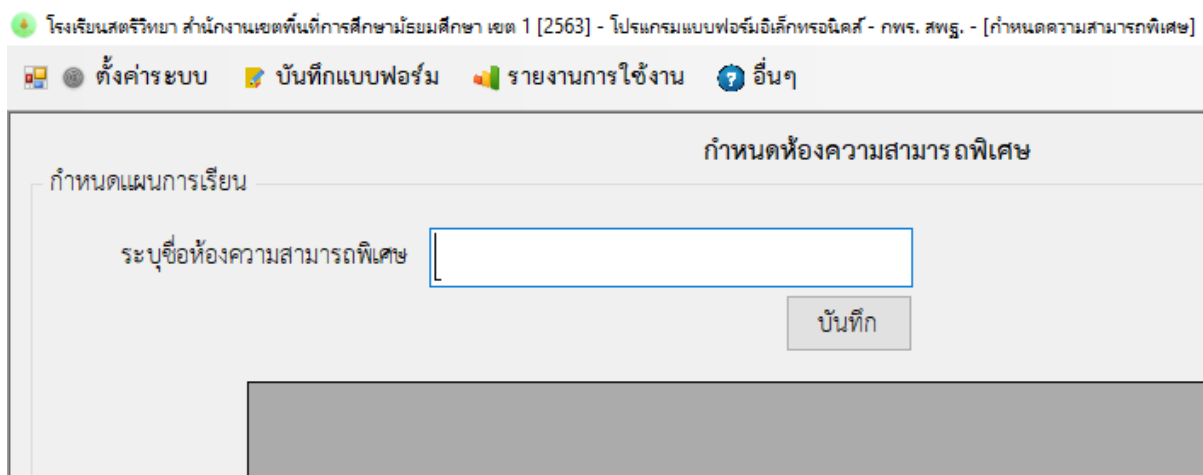 โรงเรียนสตรีวิทยา สำนักงานเขตพื้นที่การศึกษามัธยมศึกษา เขต 1 [2563] - โปรแกรมแบบฟอร์มอิเล็กทรอนิคส์ - กพร. สพฐ. - [กำหนดความสามารถพิเศษ]
ตั้งค่าระบบ บันทึกแบบฟอร์ม รายงานการใช้งาน อื่นๆ
กำหนดห้องความสามารถพิเศษ
กำหนดแผนการเรียน
ระบุชื่อห้องความสามารถพิเศษ
บันทึก